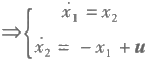 ⇒{ẋ₁ = x₂
ẋ₂ = −x₁ + u